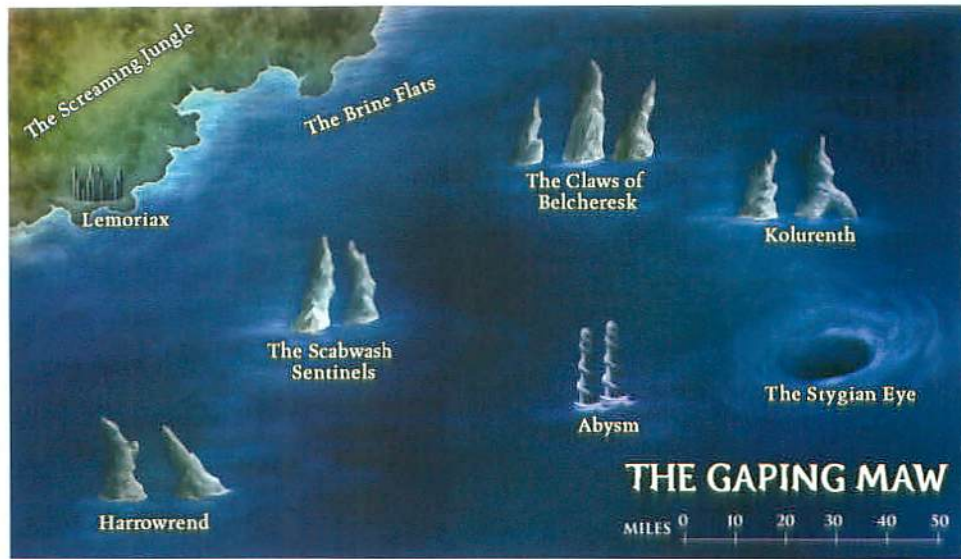 The Screaming Jungle
The Brine Flats
The Claws of
Belcheresk
Lemoriax
Kolurenth
The Scabwash
Sentinels
The Stygian Eye
Abysm
THE GAPING MAW
Harrowrend
MILES 0 10 20 30 40 50